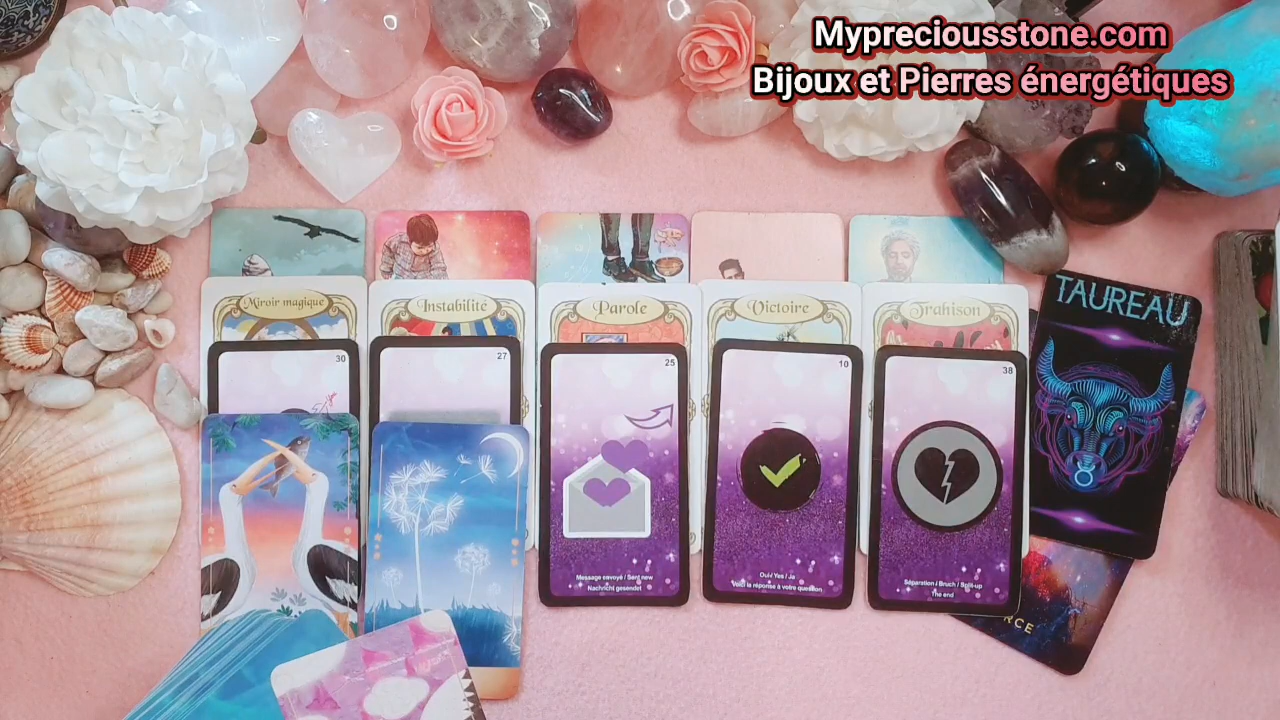 Mypreciousstone.com
Bijoux et Pierres énergétiques
Miroir magique
Instabilité
Parole
Victoire
Trahison
TAUREAU
30
27
25
10
38
Message envoyé / Sent new
Nachricht gesendet
Oui / Yes / Ja
Voici la réponse à votre question
Séparation / Bruch / Split-up
The end
RCE